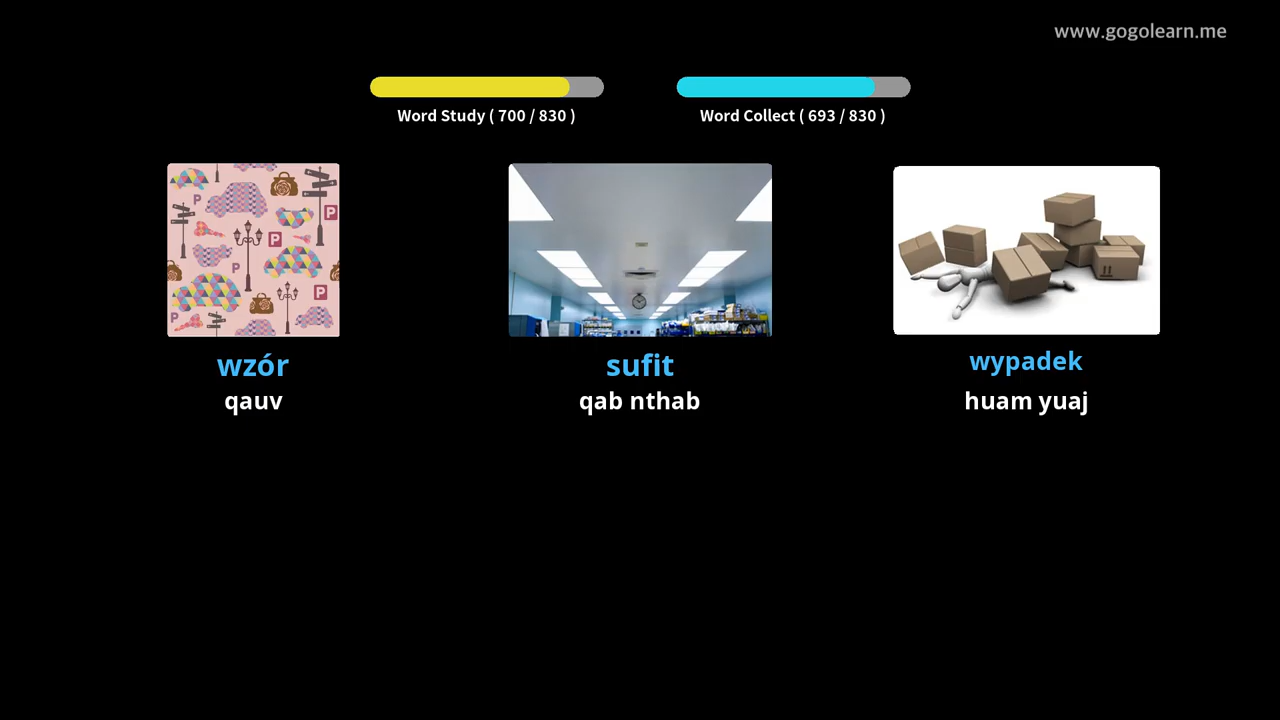 www.gogolearn.me
Word Study ( 700 / 830 )
Word Collect ( 693 / 830 )
P
P
P
P
P
P
wzór
sufit
wypadek
qauv
qab nthab
huam yuaj